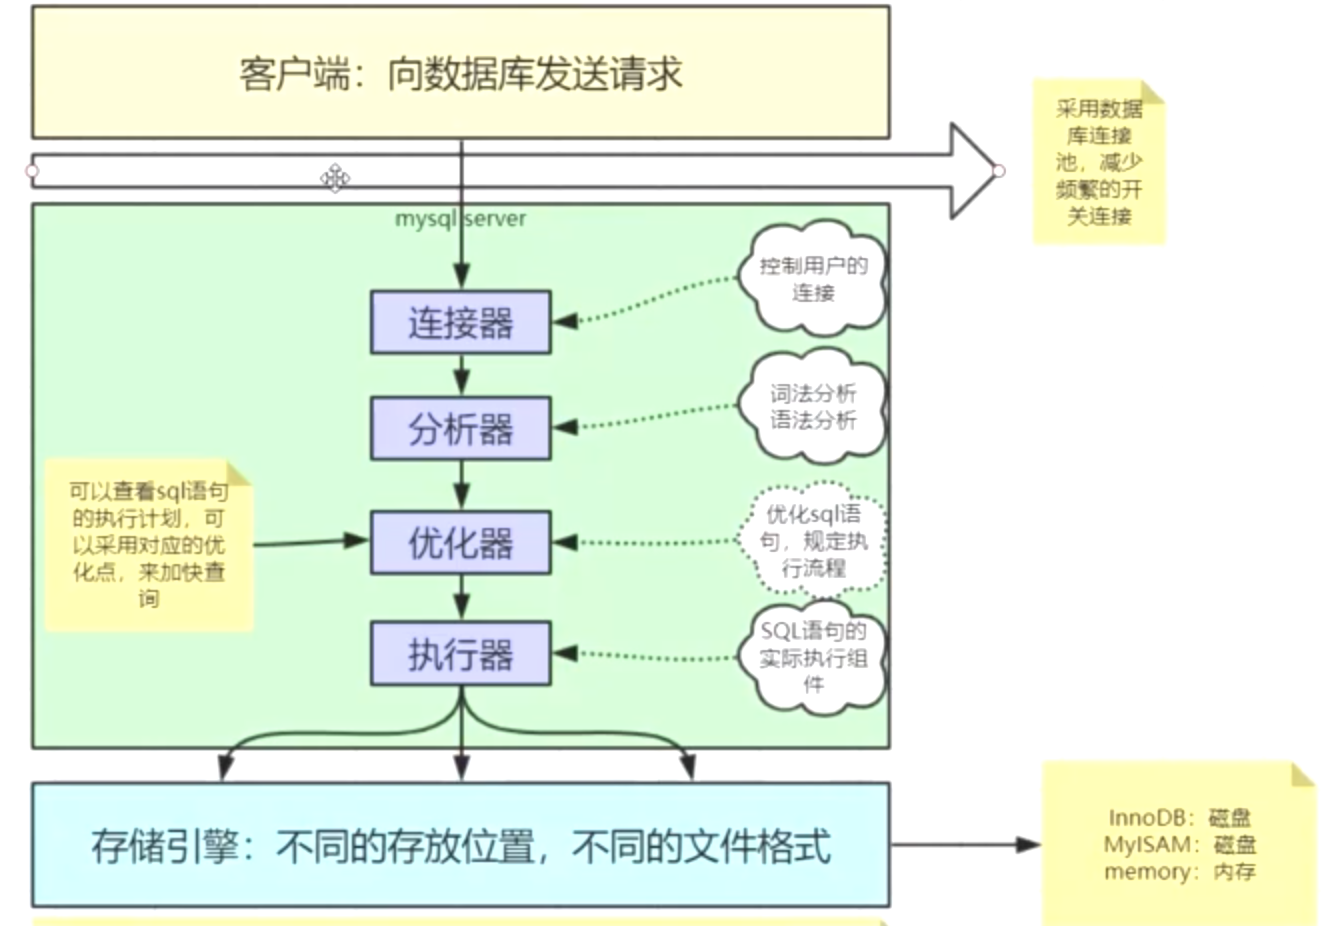 客户端：向数据库发送请求
采用数据
库连接
池，减少
频繁的开
关连接
mysql server
控制用户的
连接
连接器
词法分析
语法分析
分析器
可以查看sql语句
的执行计划，可
以采用对应的优
化点，来加快查
询
优化sql语
句，规定执
行流程
优化器
SQL语句的
实际执行组
件
执行器
存储引擎：不同的存放位置，不同的文件格式
InnoDB：磁盘
MyISAM：磁盘
memory：内存